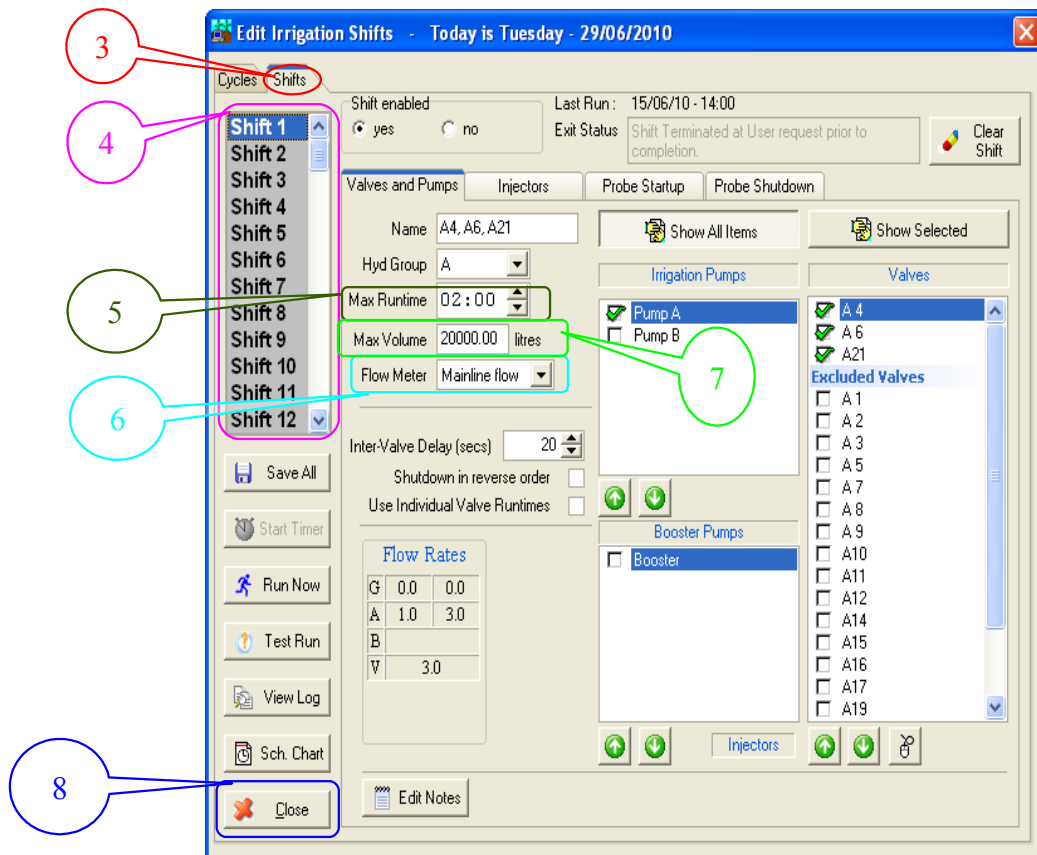 Edit Irrigation Shifts - Today is Tuesday - 29/06/2010
3
Cycles Shifts
4
Shift 1
Shift 2
Shift 3
Shift 4
Shift 5
Shift 6
Shift 7
Shift 8
Shift 9
Shift 10
Shift 11
Shift 12
Shift enabled
yes no
Last Run : 15/06/10 - 14:00
Exit Status Shift Terminated at User request prior to
completion.
Clear
Shift
Valves and Pumps Injectors Probe Startup Probe Shutdown
Name A4, A6, A21
Hyd Group A
5
Max Runtime 02:00
Max Volume 20000.00 litres
7
6
Flow Meter Mainline flow
Inter-Valve Delay (secs) 20
Shutdown in reverse order
Use Individual Valve Runtimes
Flow Rates
G 0.0 0.0
A 1.0 3.0
B
V 3.0
Show All Items
Irrigation Pumps
Pump A
Pump B
Booster Pumps
Booster
Injectors
Show Selected
Valves
A 4
A 6
A21
Excluded Valves
A 1
A 2
A 3
A 5
A 7
A 8
A 9
A10
A11
A12
A14
A15
A16
A17
A19
Save All
Start Timer
Run Now
Test Run
View Log
Sch. Chart
8
Close
Edit Notes